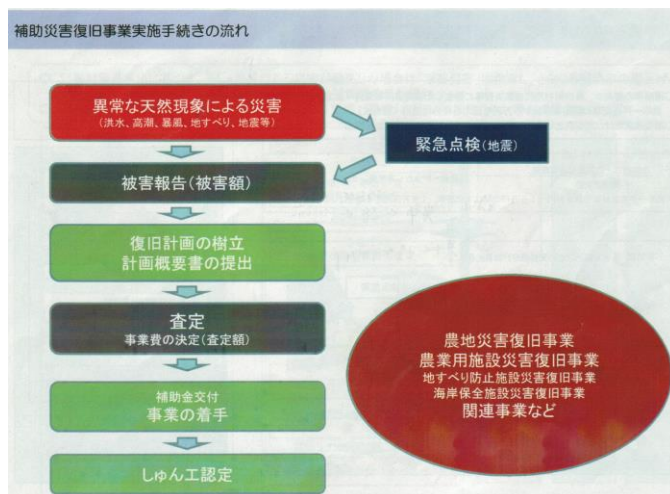 補助災害復旧事業実施手続きの流れ
異常な天然現象による災害
(洪水、高潮、暴風、地すべり、地震等)
緊急点検(地震)
被害報告(被害額)
復旧計画の樹立
計画概要書の提出
査定
事業費の決定(査定額)
補助金交付
事業の着手
しゅん工認定
農地災害復旧事業
農業用施設災害復旧事業
地すべり防止施設災害復旧事業
海岸保全施設災害復旧事業
関連事業など